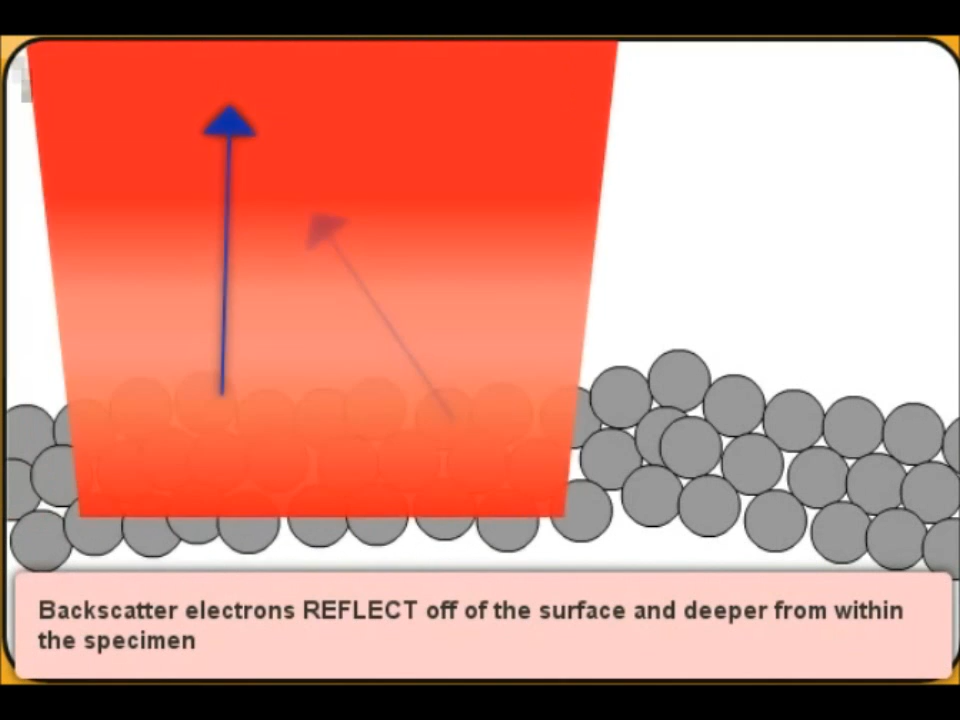 Backscatter electrons REFLECT off of the surface and deeper from within
the specimen